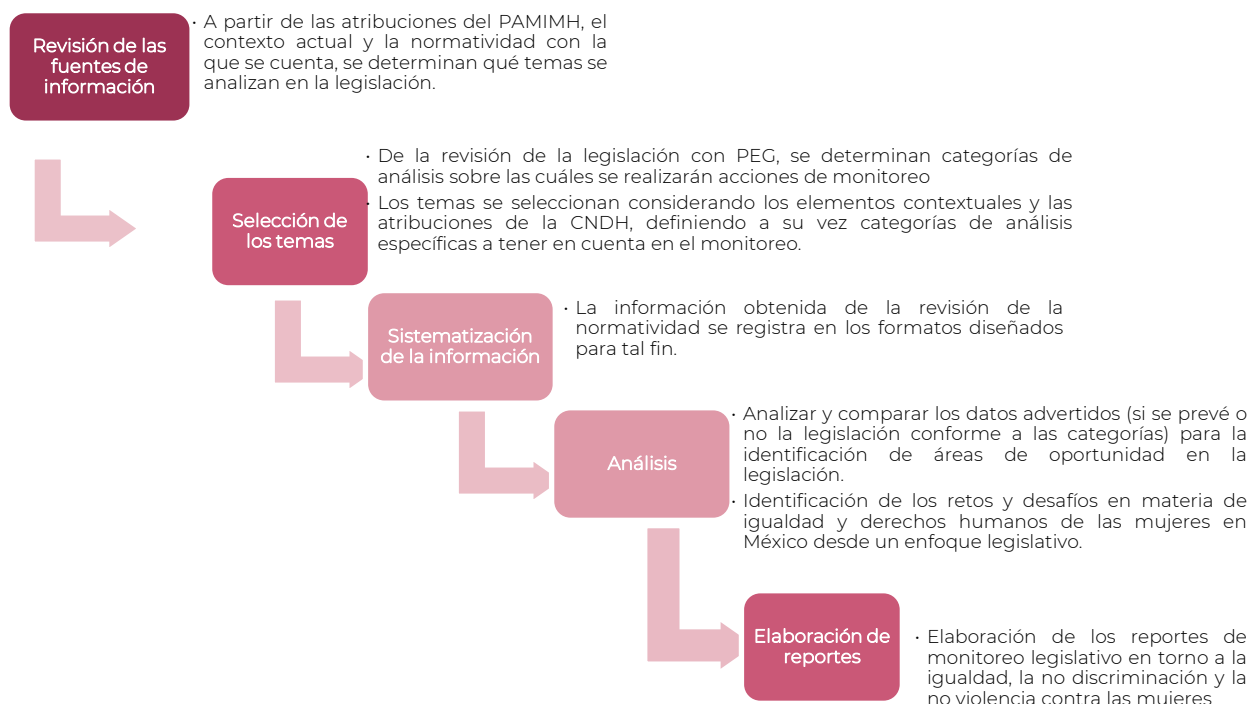 Revisión de las
fuentes de
información
· A partir de las atribuciones del PAMIMH, el
contexto actual y la normatividad con la
que se cuenta, se determinan qué temas se
analizan en la legislación.
Selección de
los temas
· De la revisión de la legislación con PEG, se determinan categorías de
análisis sobre las cuáles se realizarán acciones de monitoreo
· Los temas se seleccionan considerando los elementos contextuales y las
atribuciones de la CNDH, definiendo a su vez categorías de análisis
específicas a tener en cuenta en el monitoreo.
Sistematización
de la información
· La información obtenida de la revisión de la
normatividad se registra en los formatos diseñados
para tal fin.
Análisis
· Analizar y comparar los datos advertidos (si se prevé o
no la legislación conforme a las categorías) para la
identificación de áreas de oportunidad en la
legislación.
· Identificación de los retos y desafíos en materia de
igualdad y derechos humanos de las mujeres en
México desde un enfoque legislativo.
Elaboración de
reportes
· Elaboración de los reportes de
monitoreo legislativo en torno a la
igualdad, la no discriminación y la
no violencia contra las mujeres